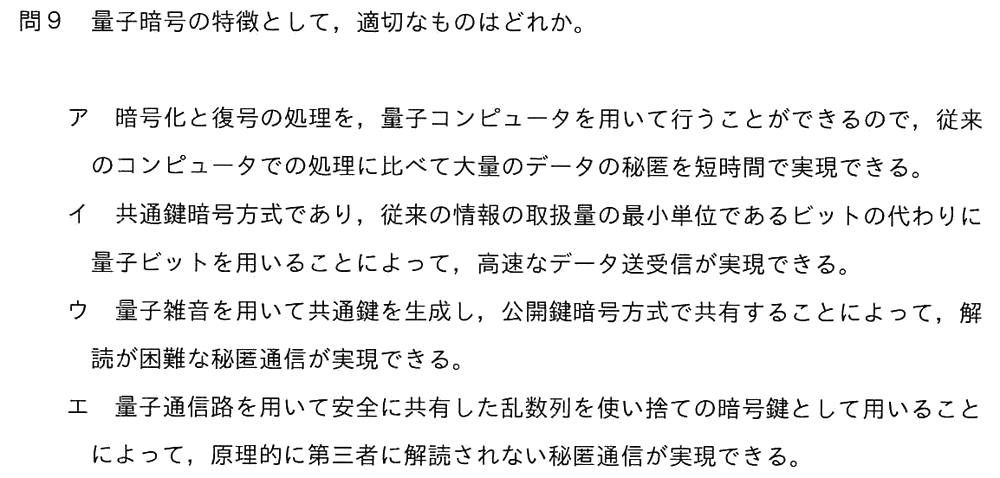 問９　量子暗号の特徴として，適切なものはどれか。
ア　暗号化と復号の処理を，量子コンピュータを用いて行うことができるので，従来
のコンピュータでの処理に比べて大量のデータの秘匿を短時間で実現できる。
イ　共通鍵暗号方式であり，従来の情報の取扱量の最小単位であるビットの代わりに
量子ビットを用いることによって，高速なデータ送受信が実現できる。
ウ　量子雑音を用いて共通鍵を生成し，公開鍵暗号方式で共有することによって，解
読が困難な秘匿通信が実現できる。
エ　量子通信路を用いて安全に共有した乱数列を使い捨ての暗号鍵として用いること
によって，原理的に第三者に解読されない秘匿通信が実現できる。